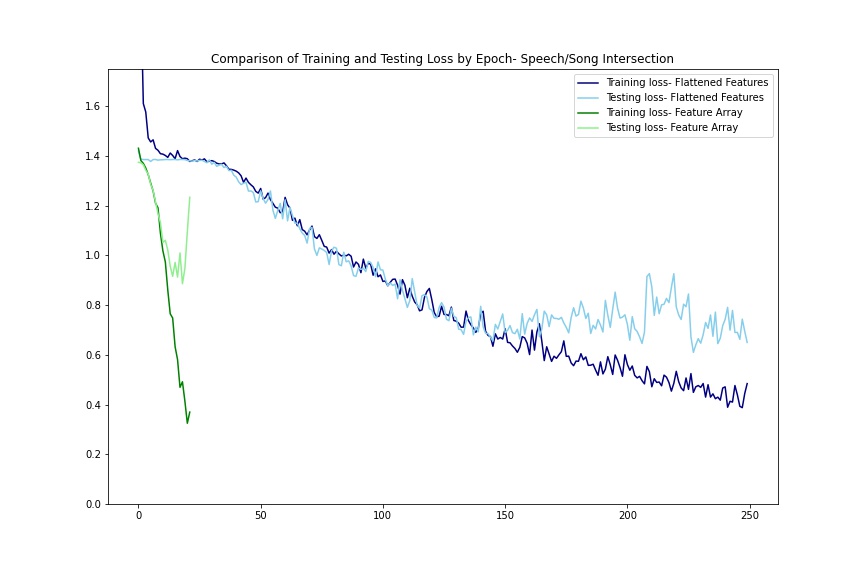 Comparison of Training and Testing Loss by Epoch- Speech/Song Intersection
Training loss- Flattened Features
Testing loss- Flattened Features
Training loss- Feature Array
Testing loss- Feature Array
1.6
1.4
1.2
1.0
0.8
0.6
0.4
0.2
0.0
0 50 100 150 200 250